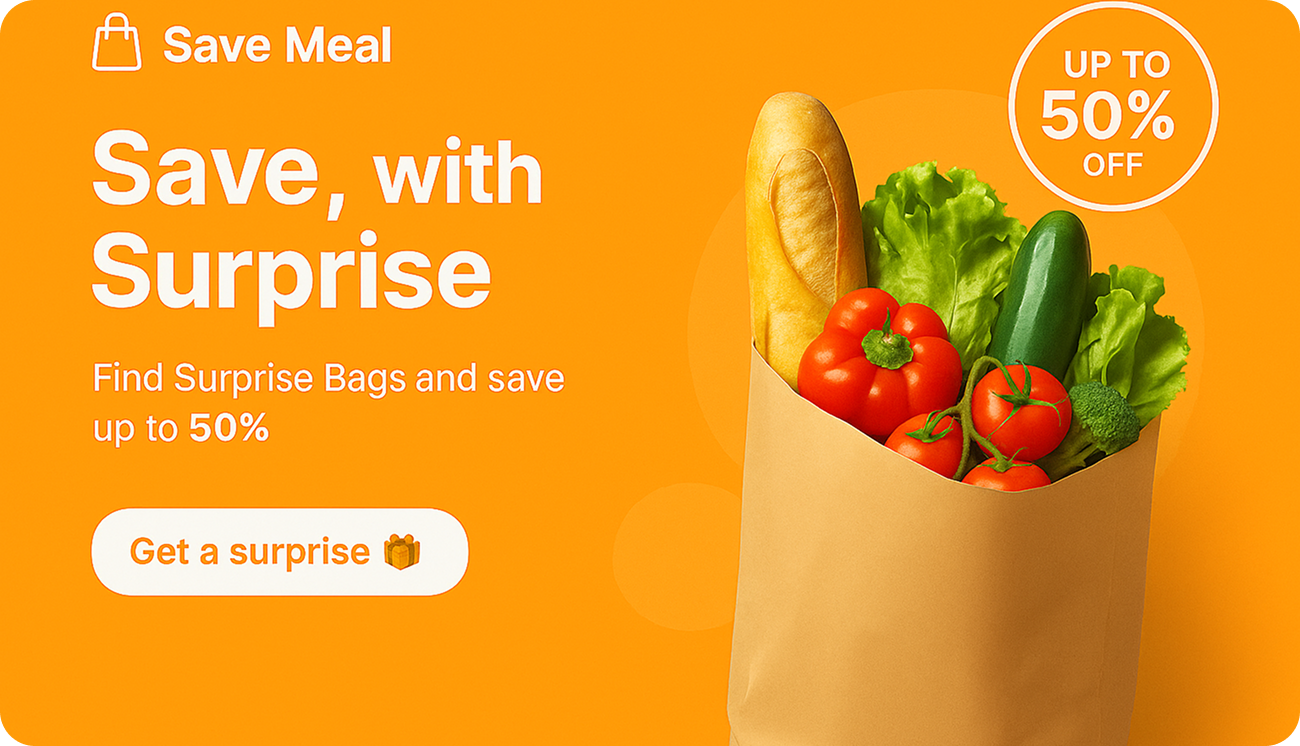 Save Meal
Save, with
Surprise
Find Surprise Bags and save
up to 50%
Get a surprise 🎁
UP TO
50%
OFF